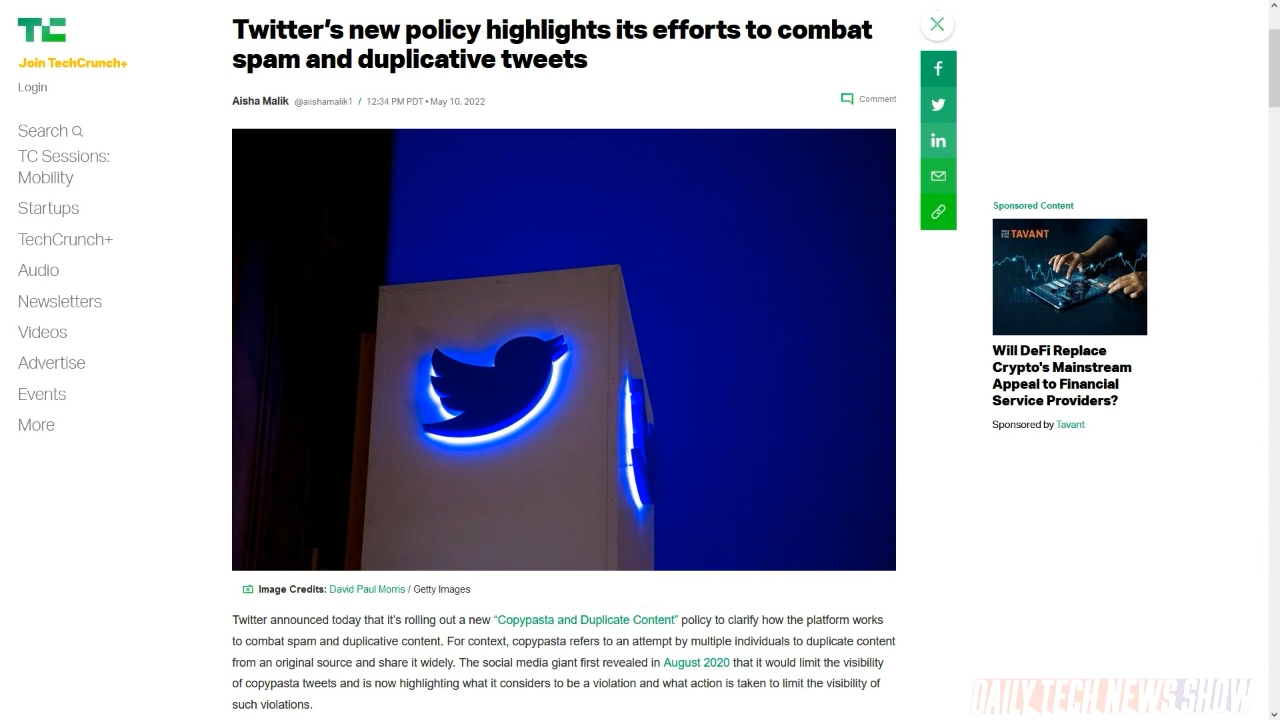 TC
Join TechCrunch+
Login
Search
TC Sessions:
Mobility
Startups
TechCrunch+
Audio
Newsletters
Videos
Advertise
Events
More
Twitter’s new policy highlights its efforts to combat
spam and duplicative tweets
Aisha Malik @aiishamalik1 / 12:34 PM PDT • May 10, 2022
Comment
Image Credits: David Paul Morris / Getty Images
Twitter announced today that it’s rolling out a new “Copypasta and Duplicate Content” policy to clarify how the platform works
to combat spam and duplicative content. For context, copypasta refers to an attempt by multiple individuals to duplicate content
from an original source and share it widely. The social media giant first revealed in August 2020 that it would limit the visibility
of copypasta tweets and is now highlighting what it considers to be a violation and what action is taken to limit the visibility of
such violations.
Sponsored Content
TAVANT
Will DeFi Replace
Crypto's Mainstream
Appeal to Financial
Service Providers?
Sponsored by Tavant
DAILY TECH NEWS SHOW